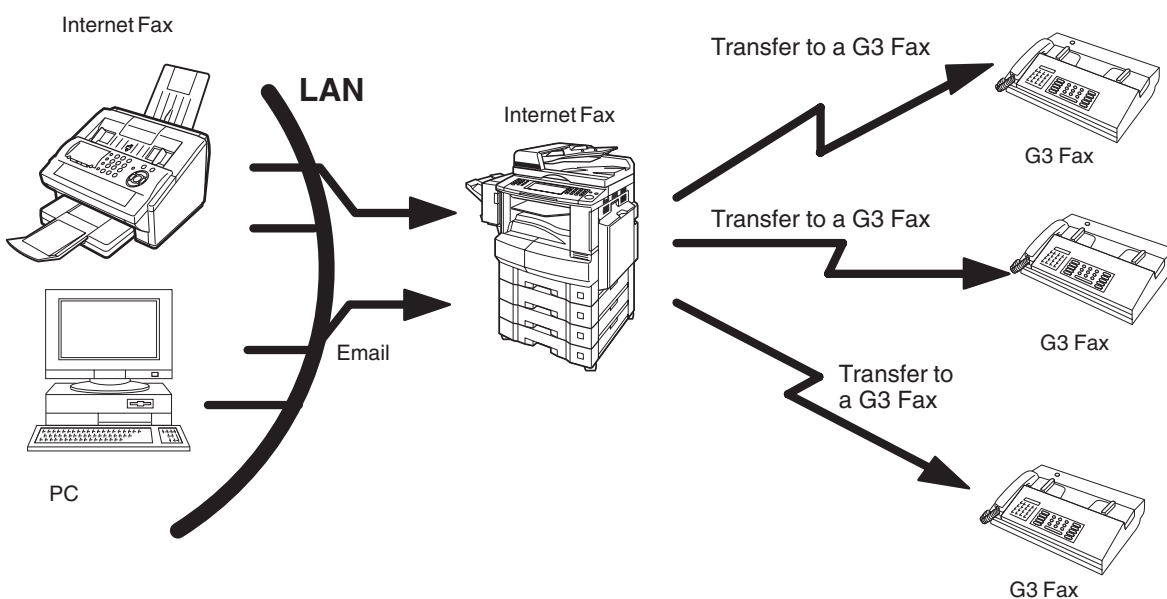 Internet Fax
LAN
Email
PC
Internet Fax
Transfer to a G3 Fax
G3 Fax
Transfer to a G3 Fax
G3 Fax
Transfer to
a G3 Fax
G3 Fax